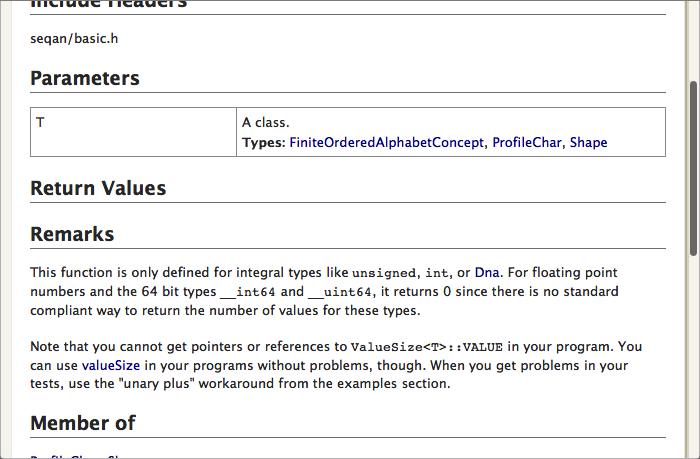 Include Headers
seqan/basic.h
Parameters
T
A class.
Types: FiniteOrderedAlphabetConcept, ProfileChar, Shape
Return Values
Remarks
This function is only defined for integral types like unsigned, int, or Dna. For floating point
numbers and the 64 bit types __int64 and __uint64, it returns 0 since there is no standard
compliant way to return the number of values for these types.
Note that you cannot get pointers or references to ValueSize<T>::VALUE in your program. You
can use valueSize in your programs without problems, though. When you get problems in your
tests, use the "unary plus" workaround from the examples section.
Member of